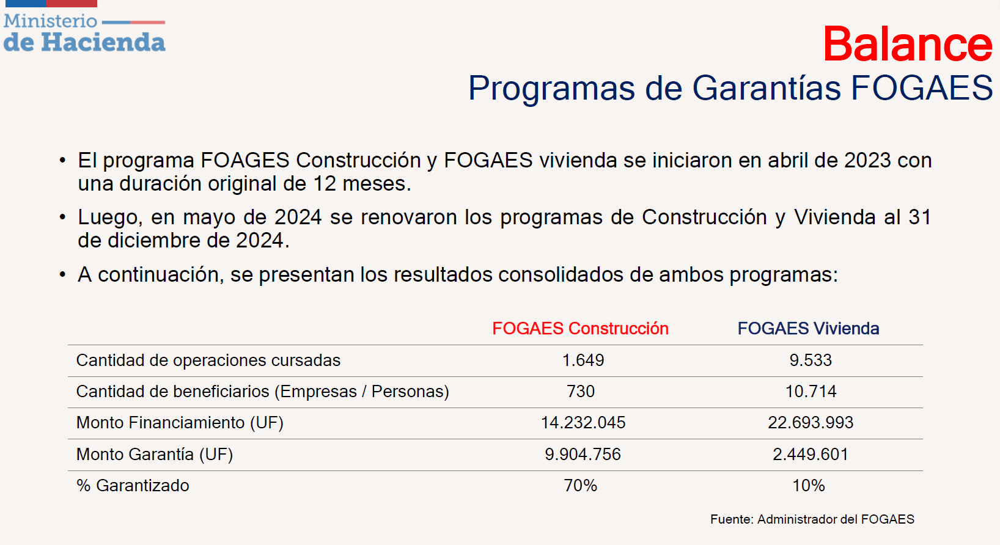 Ministerio
de Hacienda
Balance
Programas de Garantías FOGAES
• El programa FOAGES Construcción y FOGAES vivienda se iniciaron en abril de 2023 con
una duración original de 12 meses.
• Luego, en mayo de 2024 se renovaron los programas de Construcción y Vivienda al 31
de diciembre de 2024.
• A continuación, se presentan los resultados consolidados de ambos programas:
FOGAES Construcción FOGAES Vivienda
Cantidad de operaciones cursadas 1.649 9.533
Cantidad de beneficiarios (Empresas / Personas) 730 10.714
Monto Financiamiento (UF) 14.232.045 22.693.993
Monto Garantía (UF) 9.904.756 2.449.601
% Garantizado 70% 10%
Fuente: Administrador del FOGAES